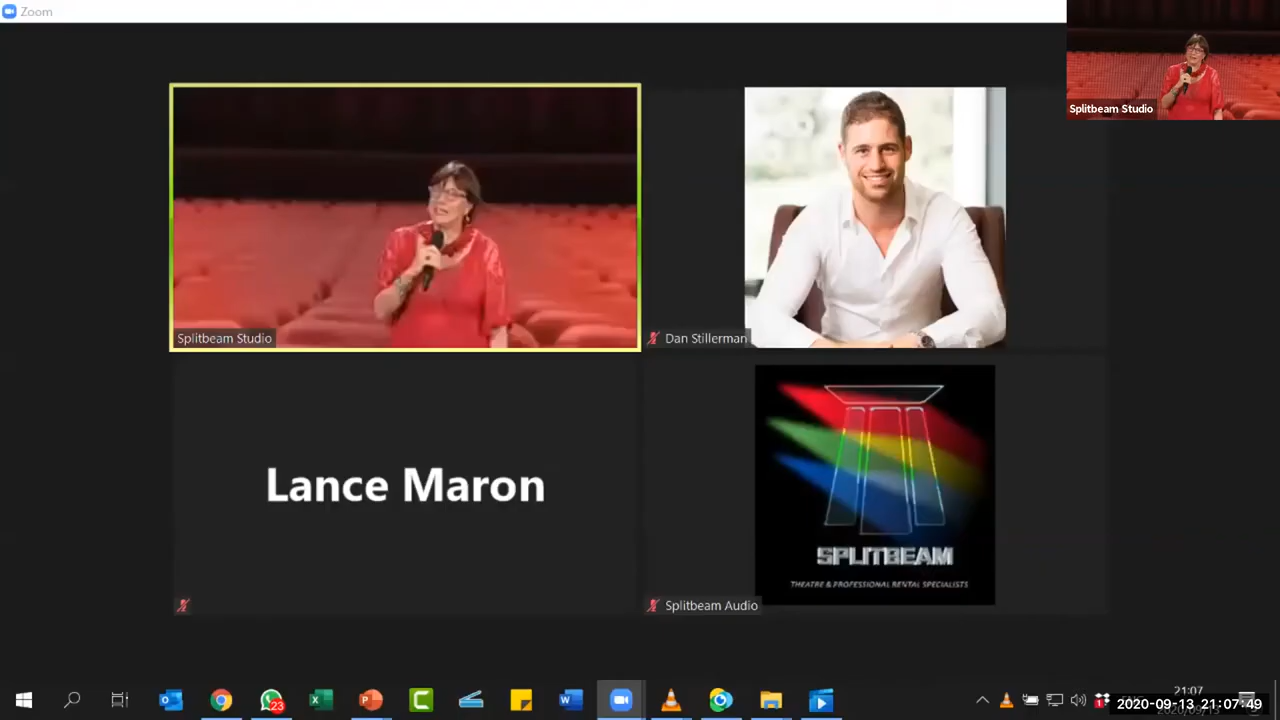 Zoom
Splitbeam Studio
Splitbeam Studio
Dan Stillerman
Lance Maron
SPLITBEAM
THEATRE & PROFESSIONAL RENTAL SPECIALISTS
Splitbeam Audio
23
21:07
2020-09-13 21:07:49